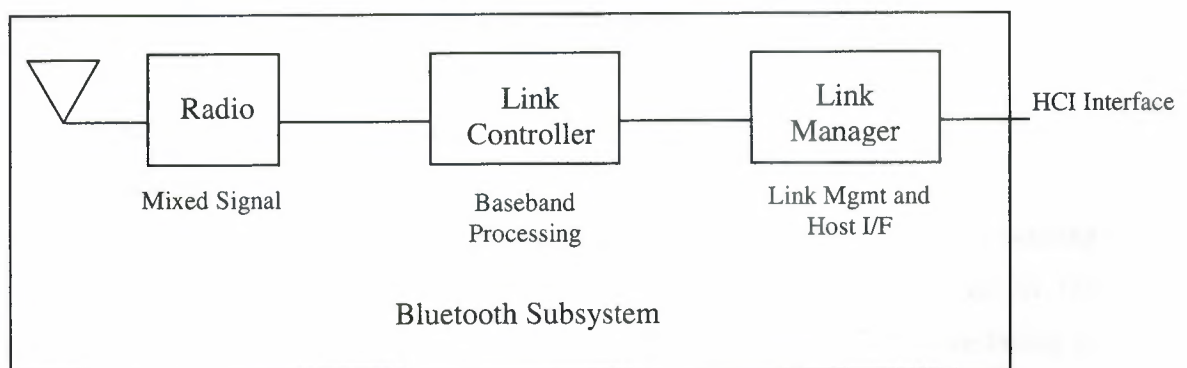 Radio
Link
Controller
Link
Manager
HCI Interface
Mixed Signal
Baseband
Processing
Link Mgmt and
Host I/F
Bluetooth Subsystem